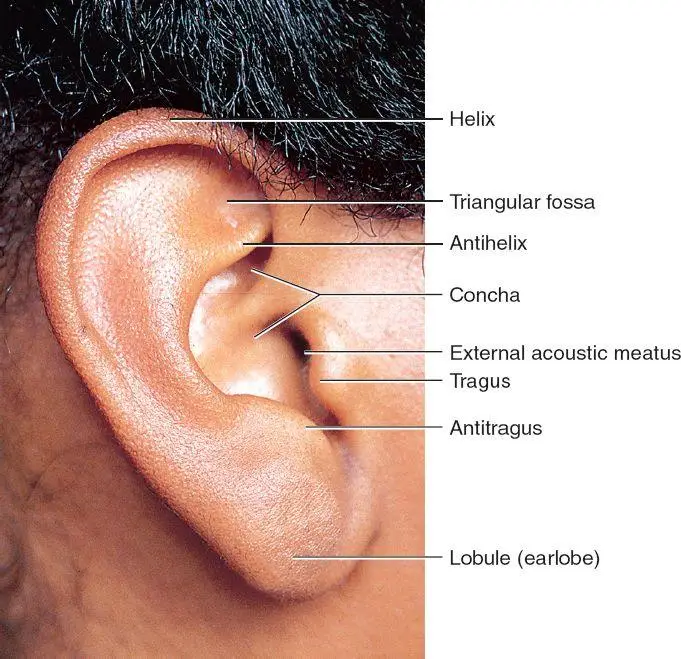 Helix
Triangular fossa
Antihelix
Concha
External acoustic meatus
Tragus
Antitragus
Lobule (earlobe)